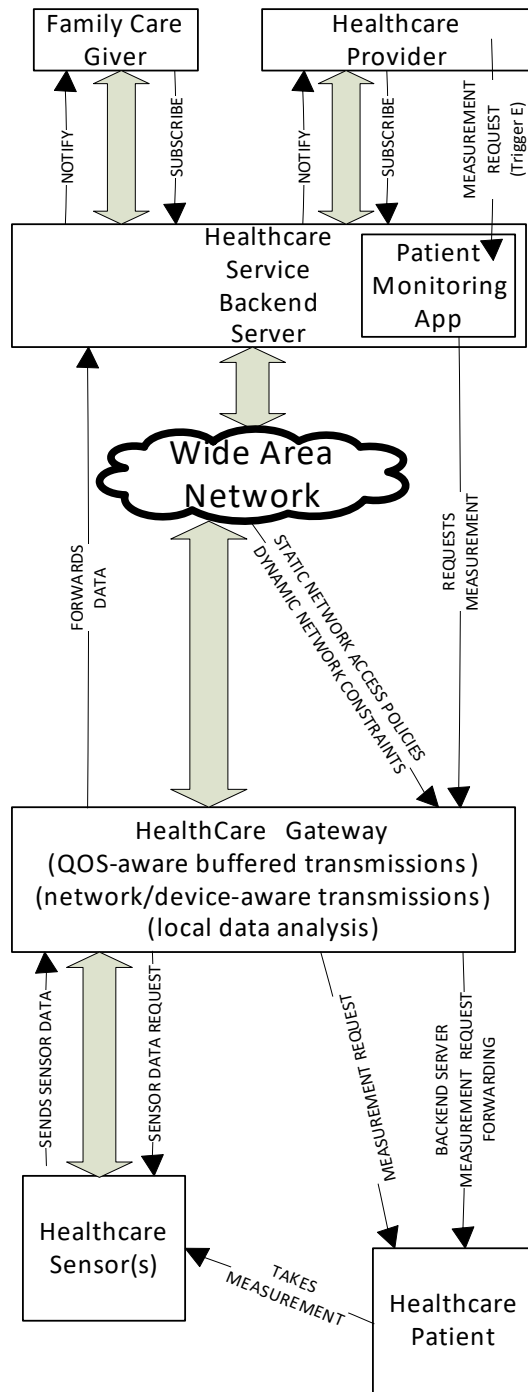 Family Care
Giver
Healthcare
Provider
NOTIFY
SUBSCRIBE
NOTIFY
SUBSCRIBE
MEASUREMENT
REQUEST
(Trigger E)
Healthcare
Service
Backend
Server
Patient
Monitoring
App
Wide Area
Network
FORWARDS
DATA
STATIC NETWORK ACCESS POLICIES
DYNAMIC NETWORK CONSTRAINTS
REQUESTS
MEASUREMENT
HealthCare Gateway
(QOS-aware buffered transmissions)
(network/device-aware transmissions)
(local data analysis)
SENDS SENSOR DATA
SENSOR DATA REQUEST
MEASUREMENT REQUEST
BACKEND SERVER
MEASUREMENT REQUEST
FORWARDING
Healthcare
Sensor(s)
TAKES
MEASUREMENT
Healthcare
Patient